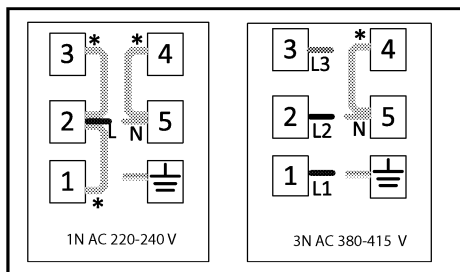 3 * * 4
2 L N 5
1 *
1N AC 220-240 V
3 L3 * 4
2 L2 N 5
1 L1
3N AC 380-415 V